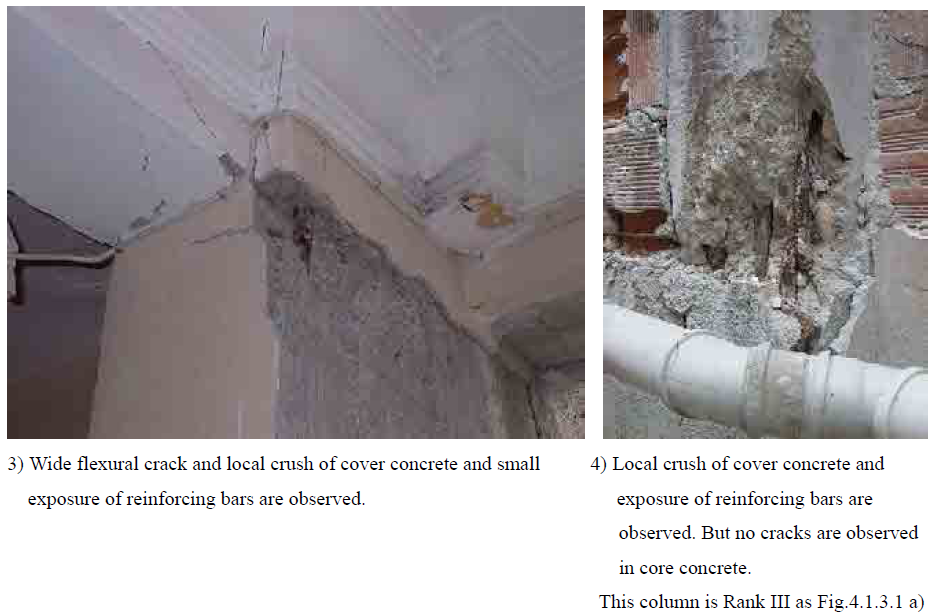 3) Wide flexural crack and local crush of cover concrete and small
exposure of reinforcing bars are observed.
4) Local crush of cover concrete and
exposure of reinforcing bars are
observed. But no cracks are observed
in core concrete.
This column is Rank III as Fig.4.1.3.1 a)